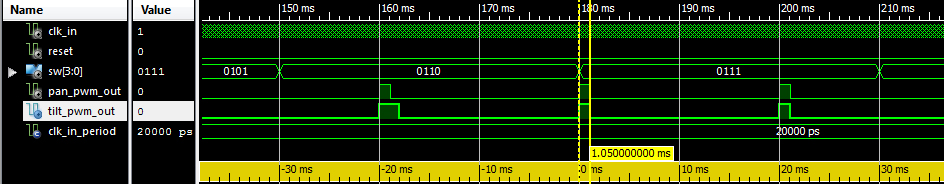 Name Value 150 ms 160 ms 170 ms 180 ms 190 ms 200 ms 210 ms
clk_in 1
reset 0
sw[3:0] 0111 0101 0110 0111
pan_pwm_out 0
tilt_pwm_out 0
clk_in_period 20000 ps 20000 ps
1.050000000 ms
-30 ms -20 ms -10 ms 0 ms 10 ms 20 ms 30 ms